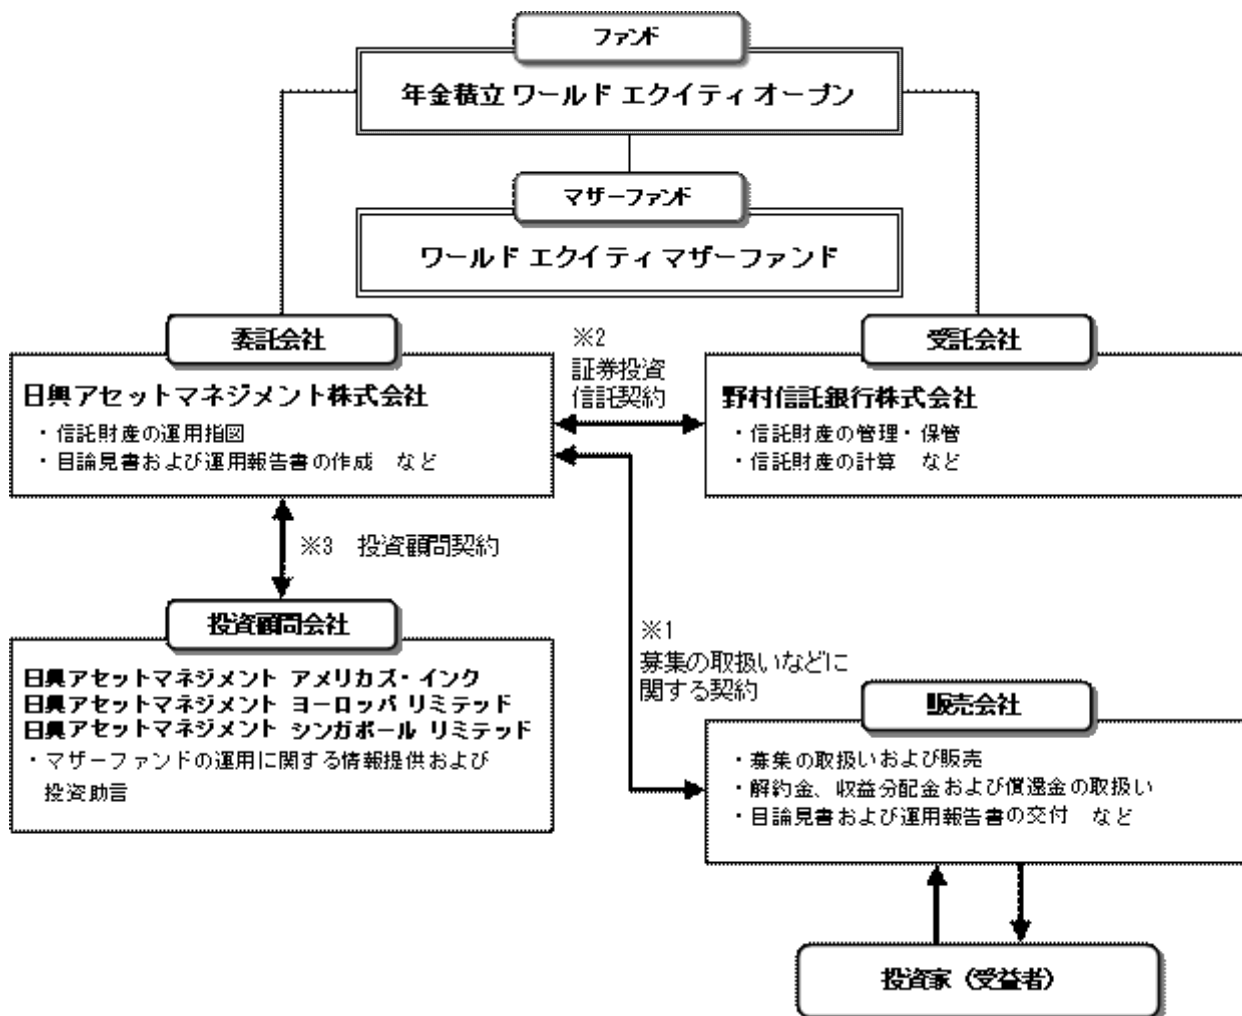 ファンド
年金積立 ワールド エクイティ オープン
マザーファンド
ワールド エクイティ マザーファンド
委託会社
日興アセットマネジメント株式会社
・信託財産の運用指図
・目論見書および運用報告書の作成 など
※2
証券投資
信託契約
受託会社
野村信託銀行株式会社
・信託財産の管理・保管
・信託財産の計算 など
※3 投資顧問契約
投資顧問会社
日興アセットマネジメント アメリカズ・インク
日興アセットマネジメント ヨーロッパ リミテッド
日興アセットマネジメント シンガポール リミテッド
・マザーファンドの運用に関する情報提供および
投資助言
※1
募集の取扱いなどに
関する契約
販売会社
・募集の取扱いおよび販売
・解約金、収益分配金および償還金の取扱い
・目論見書および運用報告書の交付 など
投資家（受益者）